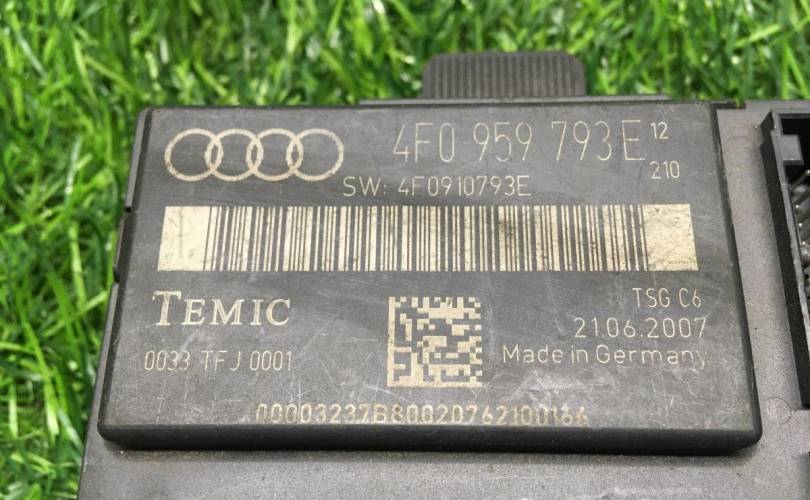 4F0 959 793 E 12
210
SW: 4F0910793E
TEMIC
TSG C6
21.06.2007
0033 TFJ 0001
Made in Germany
00003237B80020762100166